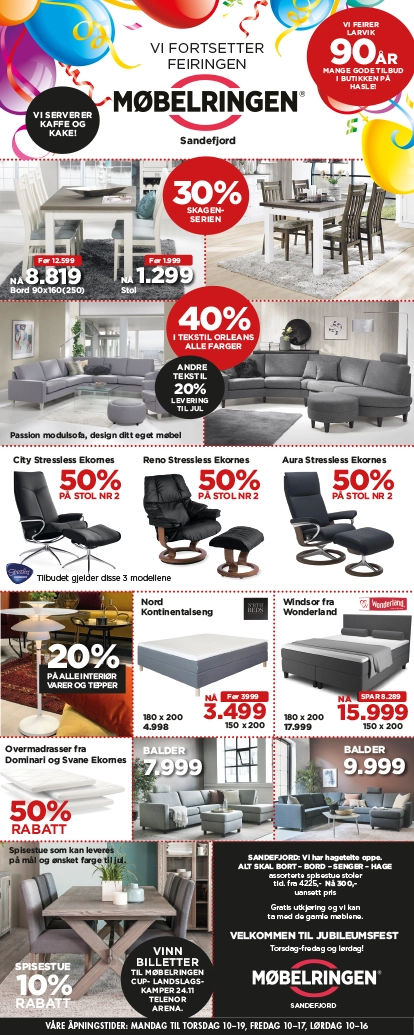 VI FEIRER
LARVIK
90 ÅR
MANGE GODE TILBUD
I BUTIKKEN PÅ
HASLE!
VI FORTSETTER
FEIRINGEN
MØBELRINGEN®
Sandefjord
VI SERVERER
KAFFE OG
KAKE!
30%
SKAGEN-
SERIEN
Før 12.599
NÅ 8.819
Bord 90x160(250)
Før 1.999
NÅ 1.299
Stol
40%
I TEKSTIL ORLEANS
ALLE FARGER
ANDRE
TEKSTIL
20%
LEVERING
TIL JUL
Passion modulsofa, design ditt eget møbel
City Stressless Ekornes
50%
PÅ STOL NR 2
Reno Stressless Ekornes
50%
PÅ STOL NR 2
Aura Stressless Ekornes
50%
PÅ STOL NR 2
Tilbudet gjelder disse 3 modellene
20%
PÅ ALLE INTERIØR
VARER OG TEPPER
Nord
Kontinentalseng
NÅ
Før 3999
3.499
180 x 200
4.998
150 x 200
Windsor fra
Wonderland
Wonderland
NÅ
SPAR 8.289
15.999
180 x 200
17.999
150 x 200
Overmadrasser fra
Dominari og Svane Ekornes
50%
RABATT
BALDER
7.999
BALDER
9.999
Spisestue som kan leveres
på mål og ønsket farge til jul.
SPISESTUE
10%
RABATT
VINN
BILLETTER
TIL MØBELRINGEN
CUP- LANDSLAGS-
KAMPER 24.11
TELENOR
ARENA.
SANDEFJORD: Vi har hageteltet oppe.
ALT SKAL BORT – BORD – SENGER – HAGE
assorterte spisestue stoler
tid. fra 4225,- Nå 300,-
uansett pris
Gratis utkjøring og vi kan
ta med de gamle møblene.
VELKOMMEN TIL JUBILEUMSFEST
Torsdag-fredag og lørdag!
MØBELRINGEN®
SANDEFJORD
VÅRE ÅPNINGSTIDER: MANDAG TIL TORSDAG 10–19, FREDAG 10–17, LØRDAG 10–16